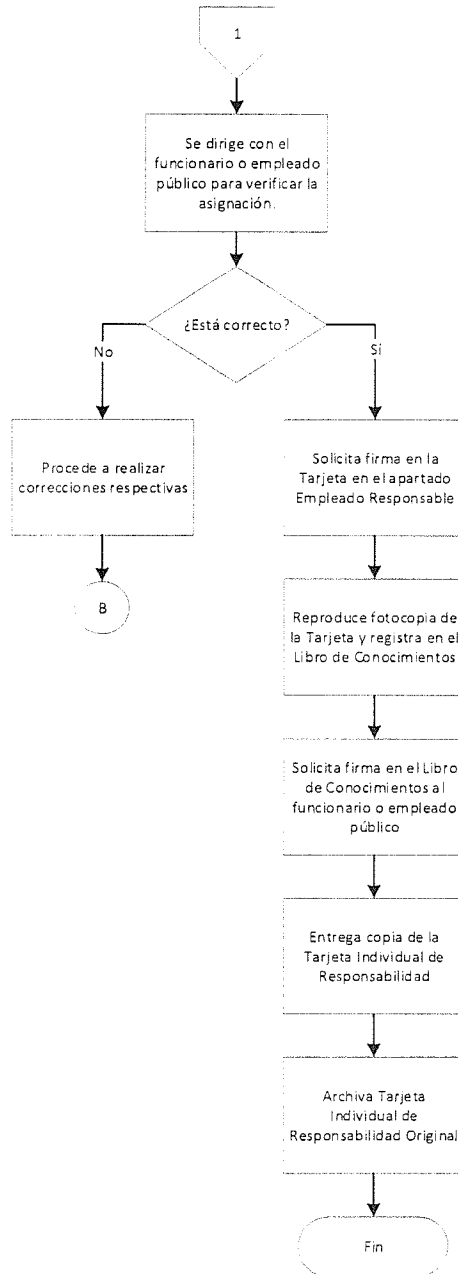 1
Se dirige con el
funcionario o empleado
público para verificar la
asignación.
¿Está correcto?
No
Sí
Procede a realizar
correcciones respectivas
Solicita firma en la
Tarjeta en el apartado
Empleado Responsable
B
Reproduce fotocopia de
la Tarjeta y registra en el
Libro de Conocimientos
Solicita firma en el Libro
de Conocimientos al
funcionario o empleado
público
Entrega copia de la
Tarjeta Individual de
Responsabilidad
Archiva Tarjeta
Individual de
Responsabilidad Original
Fin